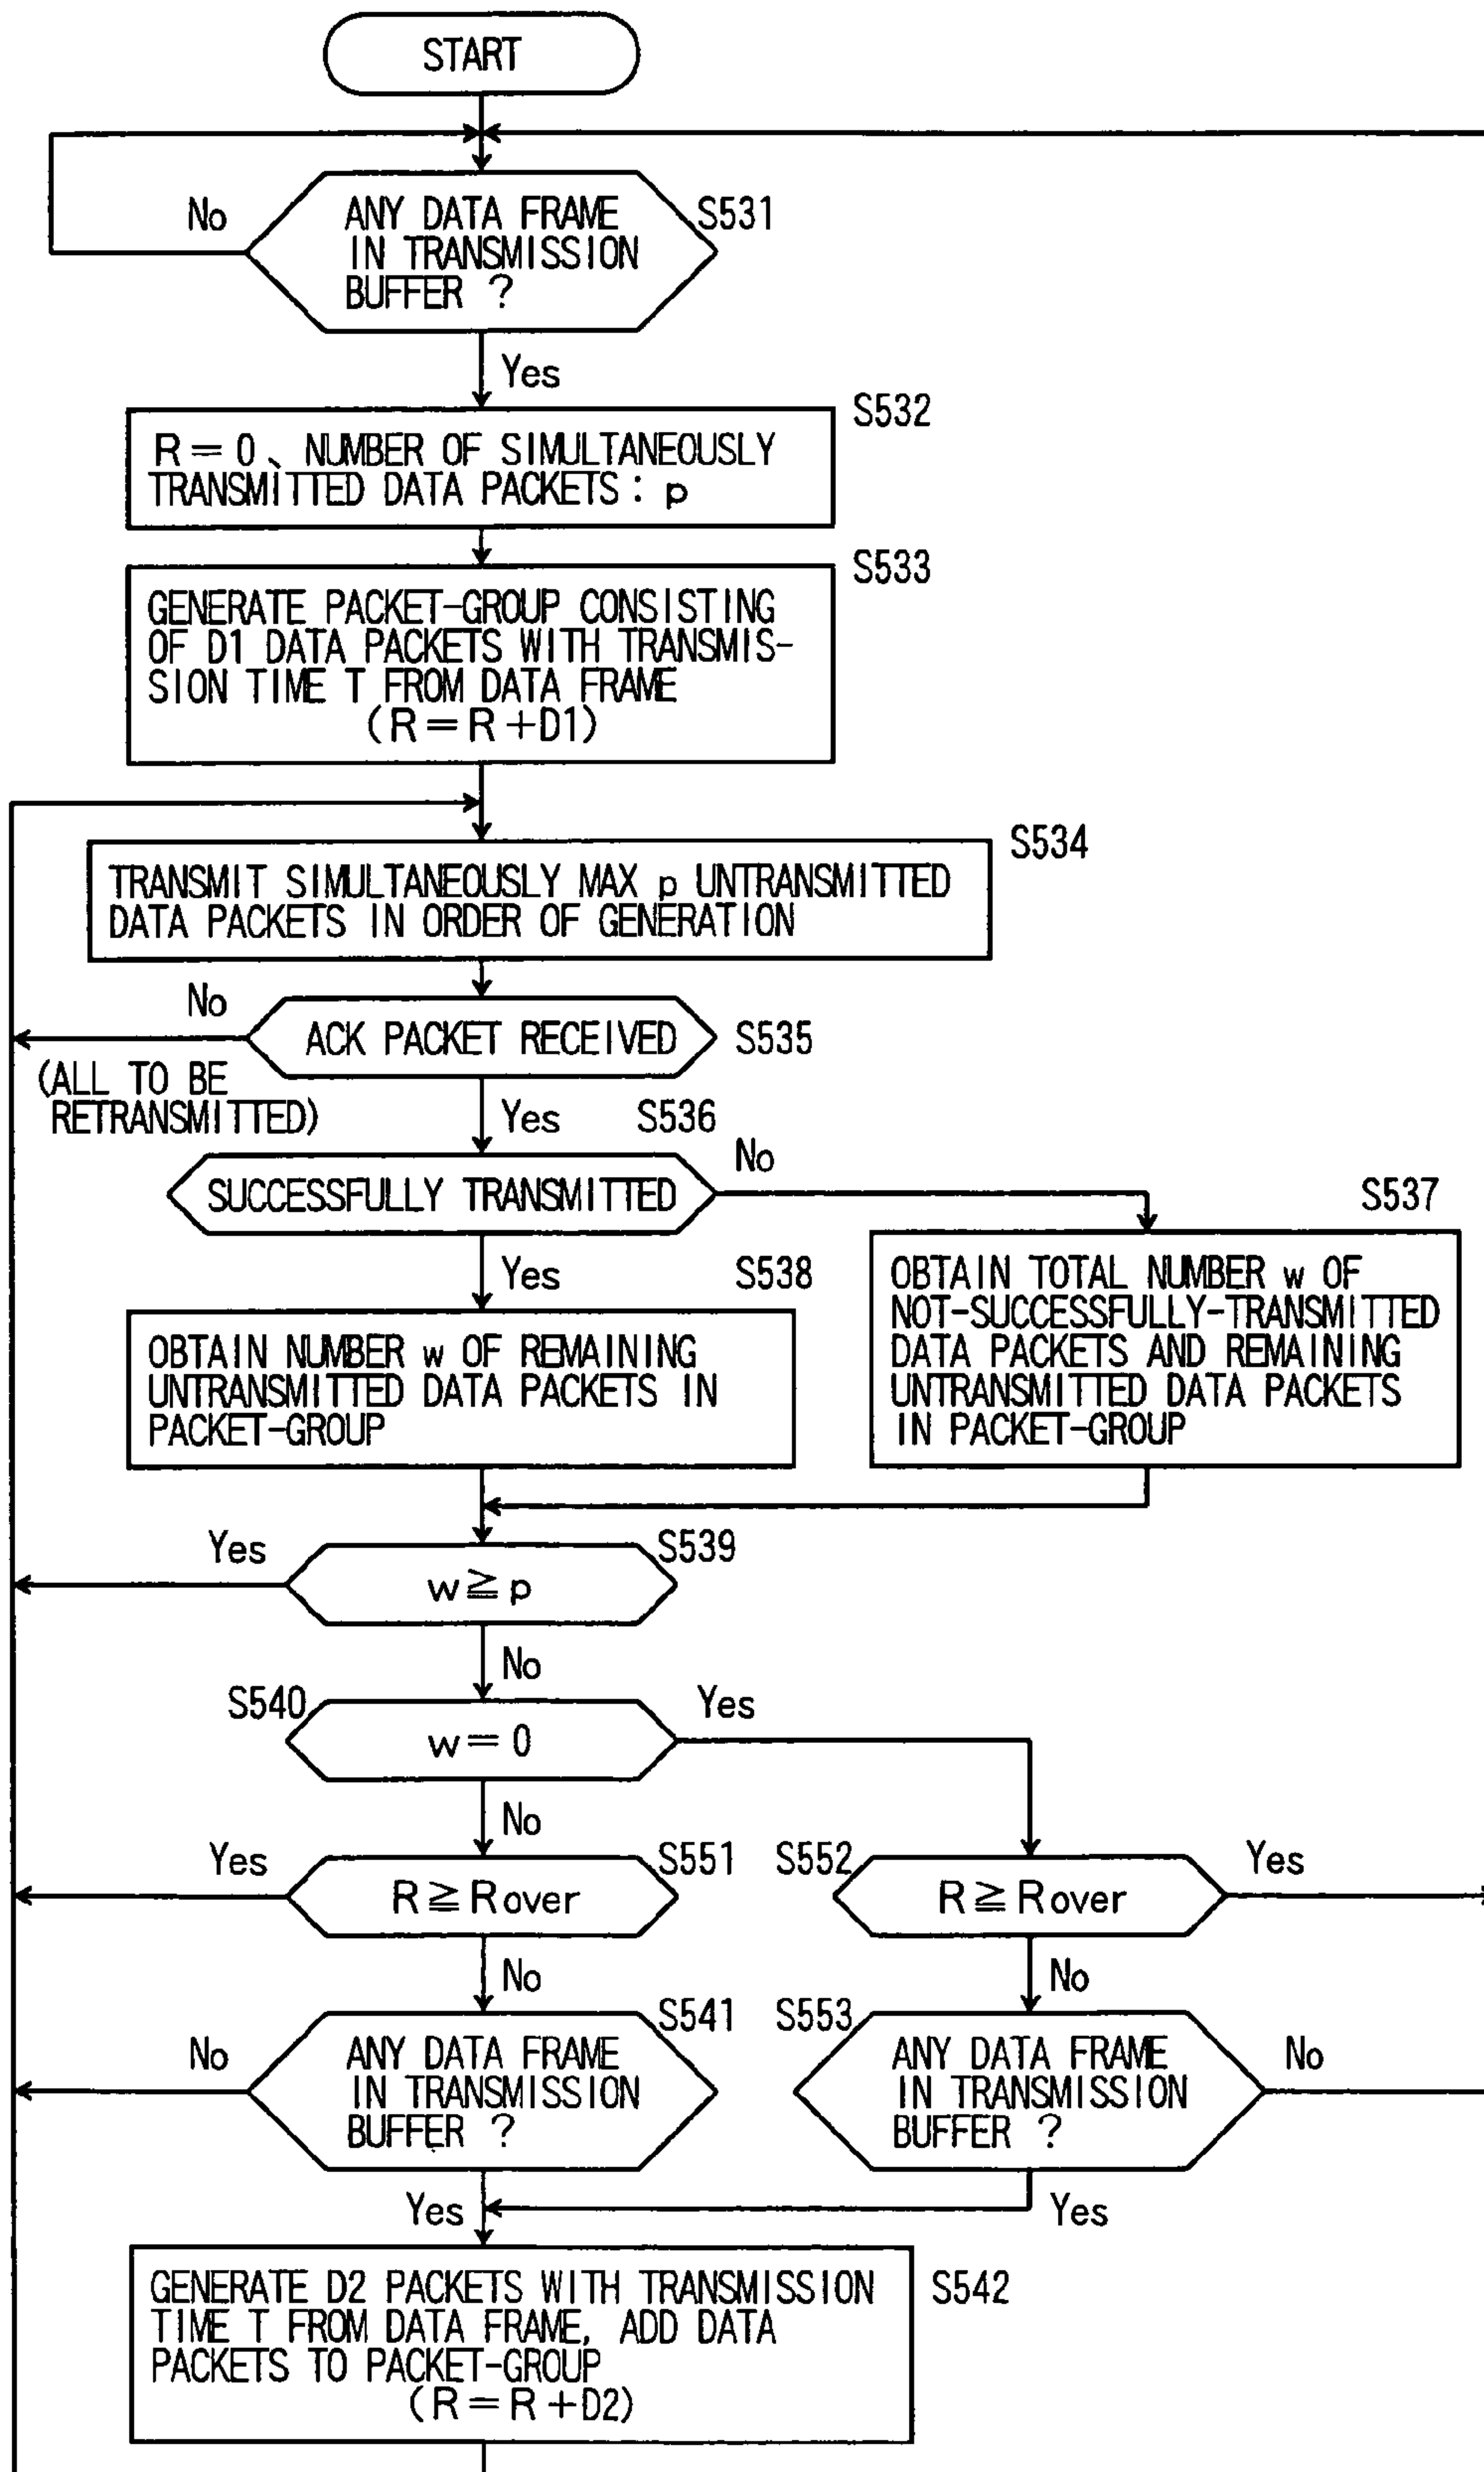 START
No
ANY DATA FRAME
IN TRANSMISSION
BUFFER ?
S531
Yes
S532
R=0、NUMBER OF SIMULTANEOUSLY
TRANSMITTED DATA PACKETS: p
S533
GENERATE PACKET-GROUP CONSISTING
OF D1 DATA PACKETS WITH TRANSMIS-
SION TIME T FROM DATA FRAME
(R=R+D1)
S534
TRANSMIT SIMULTANEOUSLY MAX p UNTRANSMITTED
DATA PACKETS IN ORDER OF GENERATION
No
ACK PACKET RECEIVED
S535
(ALL TO BE
RETRANSMITTED)
Yes
S536
No
SUCCESSFULLY TRANSMITTED
S537
Yes
S538
OBTAIN TOTAL NUMBER w OF
NOT-SUCCESSFULLY-TRANSMITTED
DATA PACKETS AND REMAINING
UNTRANSMITTED DATA PACKETS
IN PACKET-GROUP
OBTAIN NUMBER w OF REMAINING
UNTRANSMITTED DATA PACKETS IN
PACKET-GROUP
Yes
S539
w≧p
No
S540
Yes
w=0
No
Yes
S551
R≧Rover
S552
Yes
R≧Rover
No
No
No
S541
ANY DATA FRAME
IN TRANSMISSION
BUFFER ?
S553
ANY DATA FRAME
IN TRANSMISSION
BUFFER ?
No
Yes
Yes
GENERATE D2 PACKETS WITH TRANSMISSION
TIME T FROM DATA FRAME, ADD DATA
PACKETS TO PACKET-GROUP
(R=R+D2)
S542